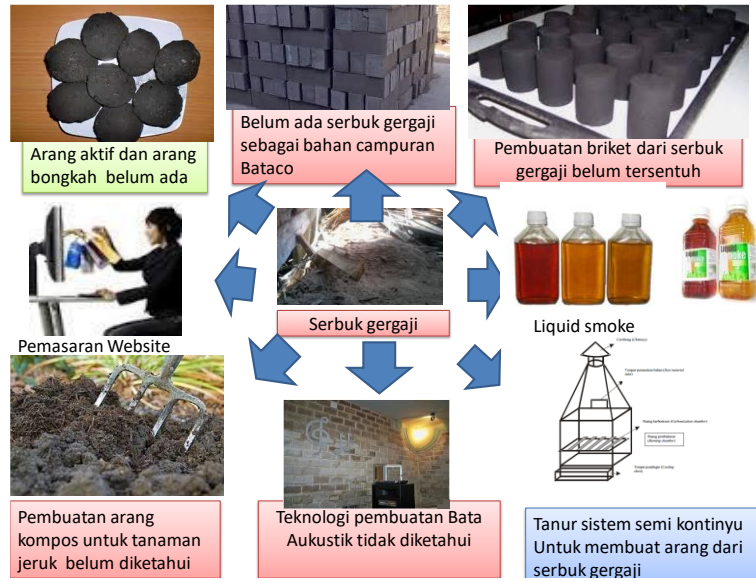 Arang aktif dan arang
bongkah belum ada
Belum ada serbuk gergaji
sebagai bahan campuran
Bataco
Pembuatan briket dari serbuk
gergaji belum tersentuh
Pemasaran Website
Serbuk gergaji
Liquid smoke
Pembuatan arang
kompos untuk tanaman
jeruk belum diketahui
Teknologi pembuatan Bata
Aukustik tidak diketahui
Tanur sistem semi kontinyu
Untuk membuat arang dari
serbuk gergaji